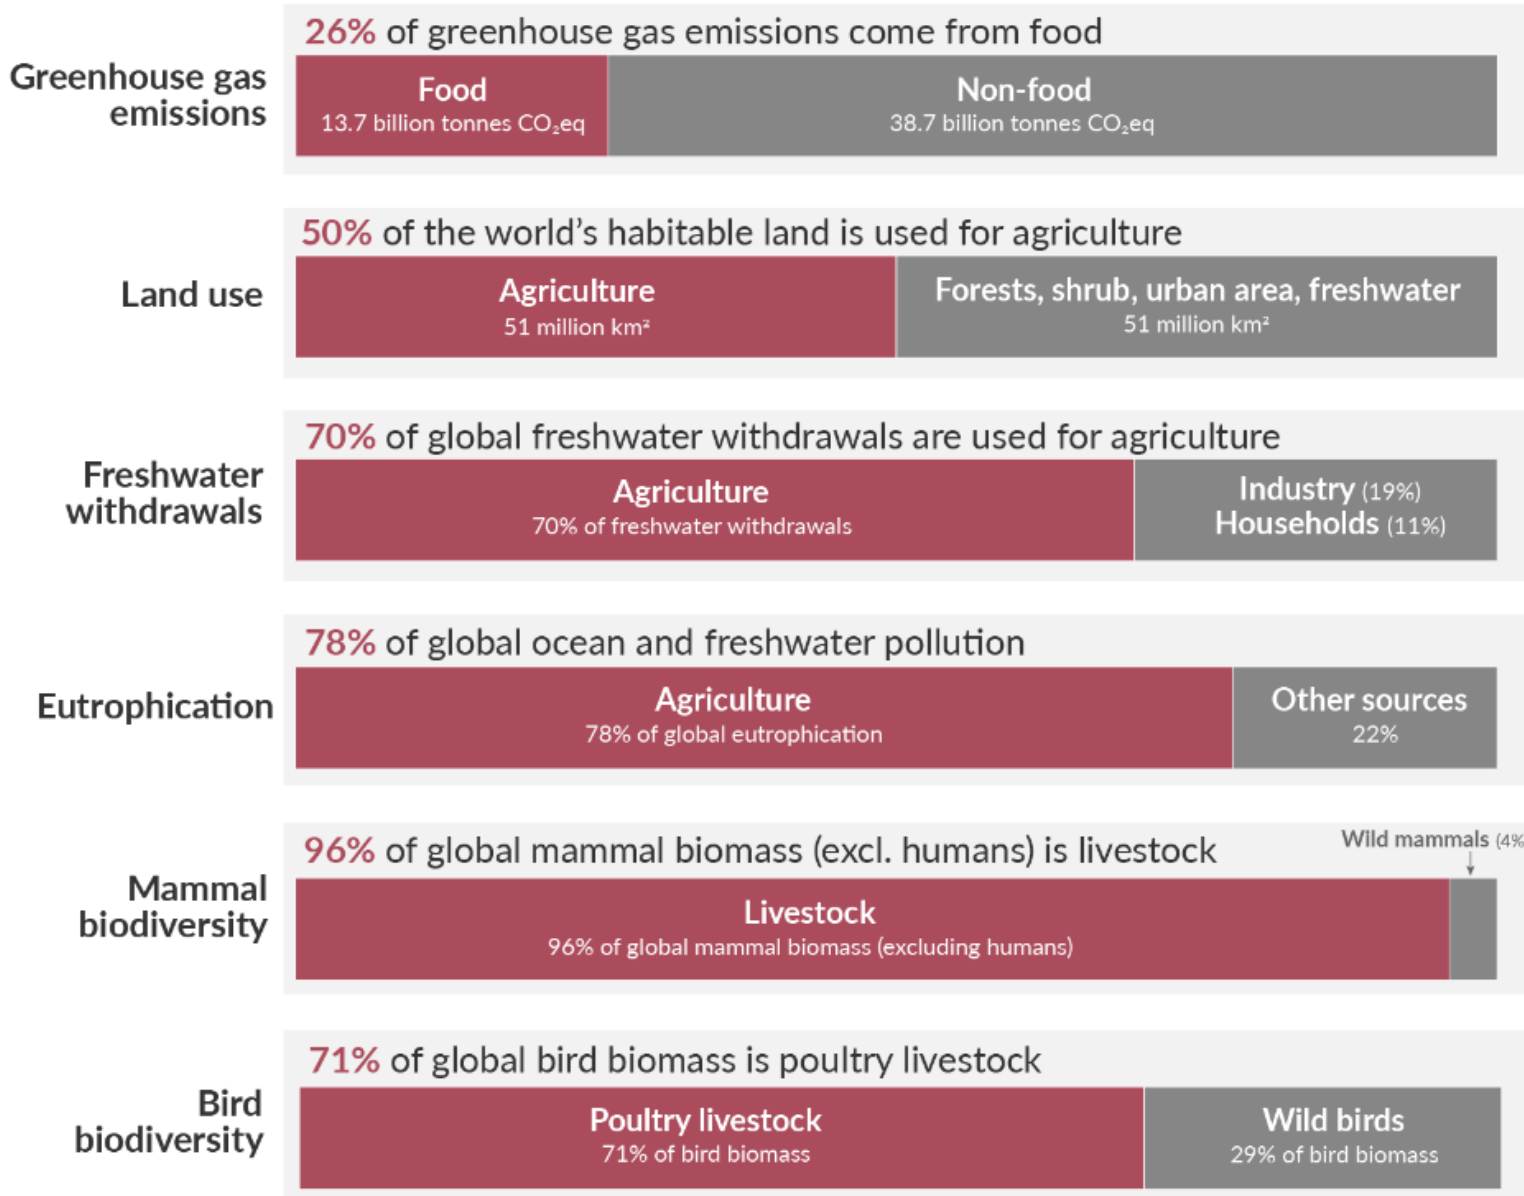 26% of greenhouse gas emissions come from food
Greenhouse gas
emissions
Food
13.7 billion tonnes CO₂eq
Non-food
38.7 billion tonnes CO₂eq
50% of the world's habitable land is used for agriculture
Land use
Agriculture
51 million km²
Forests, shrub, urban area, freshwater
51 million km²
70% of global freshwater withdrawals are used for agriculture
Freshwater
withdrawals
Agriculture
70% of freshwater withdrawals
Industry (19%)
Households (11%)
78% of global ocean and freshwater pollution
Eutrophication
Agriculture
78% of global eutrophication
Other sources
22%
96% of global mammal biomass (excl. humans) is livestock
Wild mammals (4%
Mammal
biodiversity
Livestock
96% of global mammal biomass (excluding humans)
71% of global bird biomass is poultry livestock
Bird
biodiversity
Poultry livestock
71% of bird biomass
Wild birds
29% of bird biomass